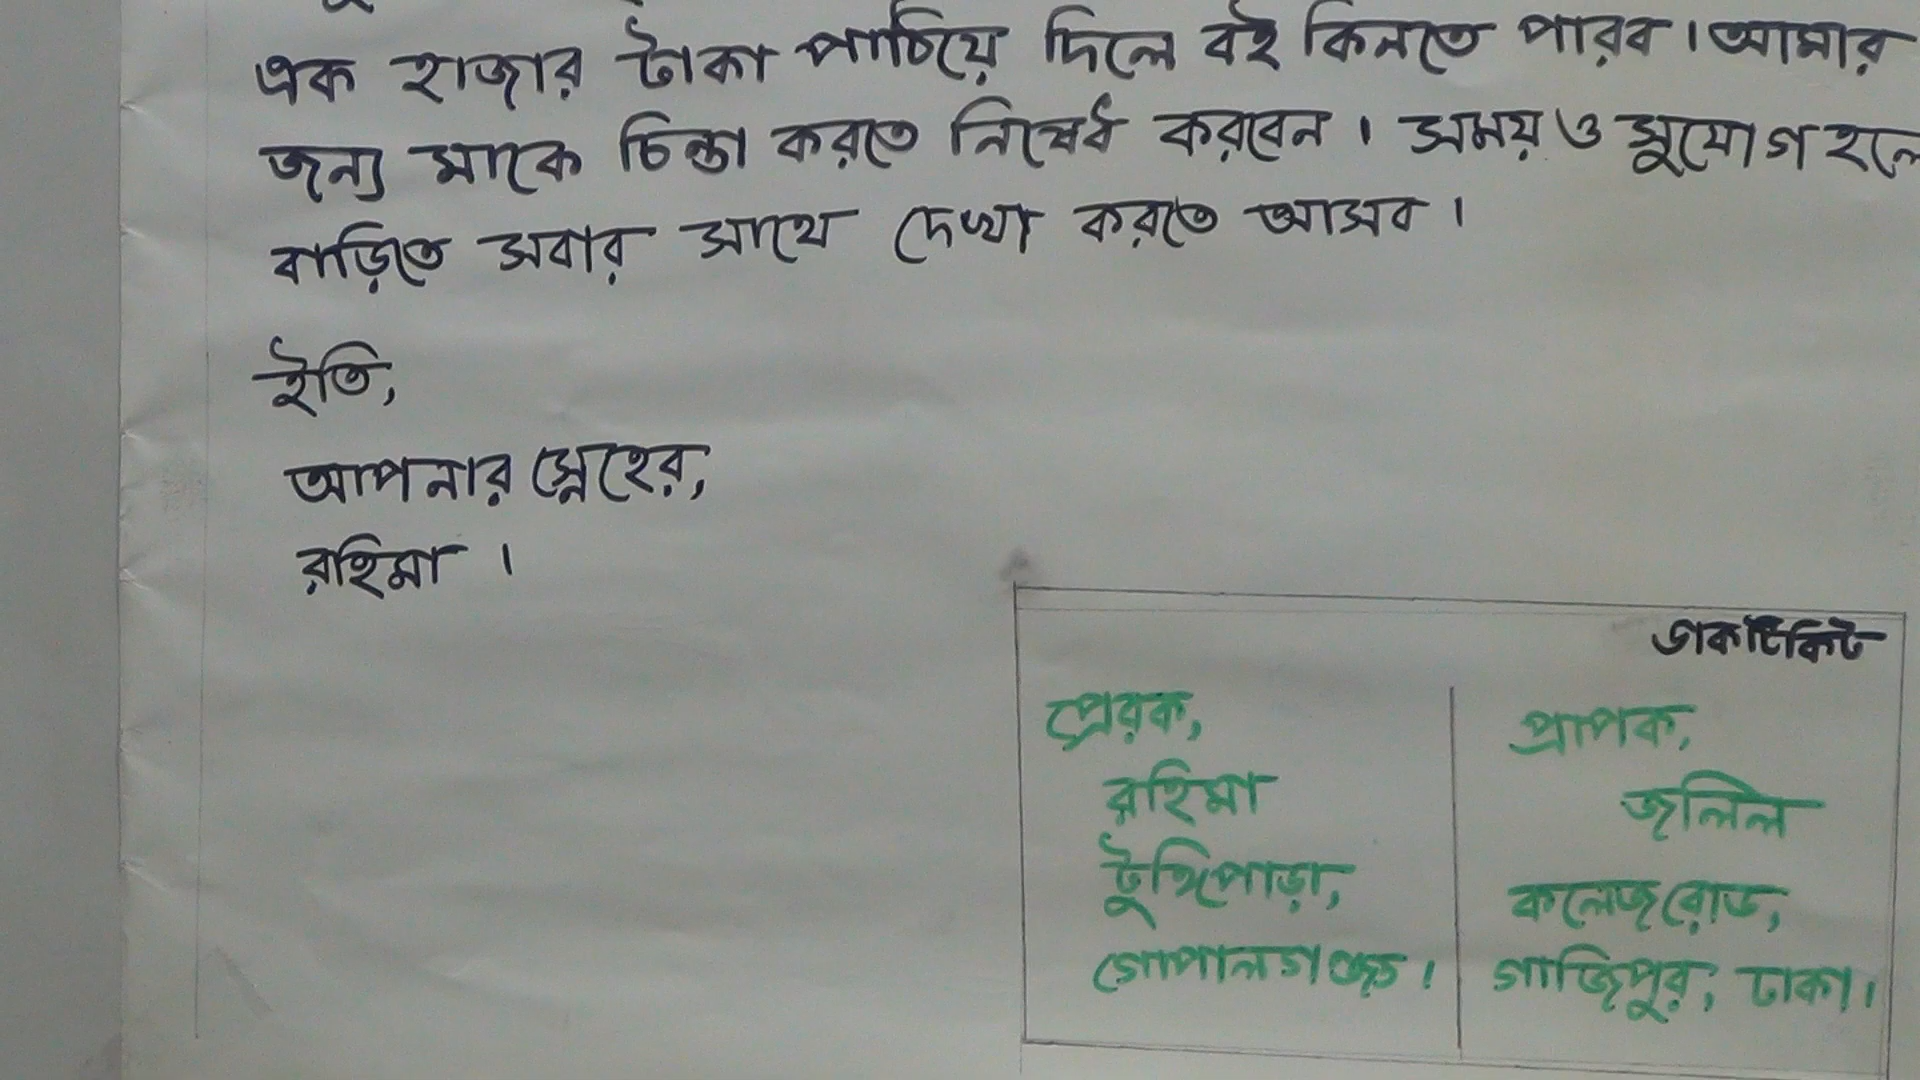 এক হাজার টাকা পাঠিয়ে দিলে বই কিনতে পারব। আমার
জন্য মাকে চিন্তা করতে নিষেধ করবেন। সময় ও সুযোগ হলে
বাড়িতে সবার সাথে দেখা করতে আসব।
ইতি,
আপনার স্নেহের,
রহিমা।
ডাকটিকিট
প্রেরক,
রহিমা
টুঙ্গিপাড়া,
গোপালগঞ্জ।
প্রাপক,
জলিল
কলেজরোড,
গাজিপুর, ঢাকা।